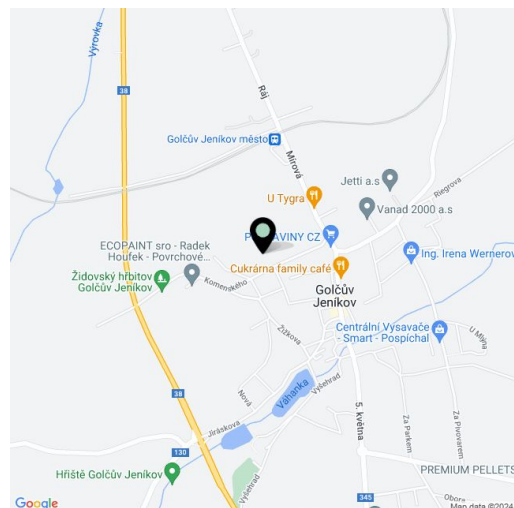 Výrovka
38
Ráj
Golčův Jeníkov město
Mírová
Jetti a.s
Riegrova
U Tygra
Vanad 2000 a.s
CZ
ECOPAINT sro - Radek
Houfek - Povrchové...
Ing. Irena Wernerov
Cukrárna family café
Židovský hřbitov
Golčův Jeníkov
Komenského
Golčův
Jeníkov
Žižkova
Centrální Vysavače
- Smart - Pospíchal
U Mlýna
Nová
Váhanka
Vyšehrad
38
5. května
Jiráskova
Za Parkem
Za Pivovarem
130
Hřiště Golčův Jeníkov
PREMIUM PELLETS
Vyšehrad
345
Obora
Google
Map data ©2024